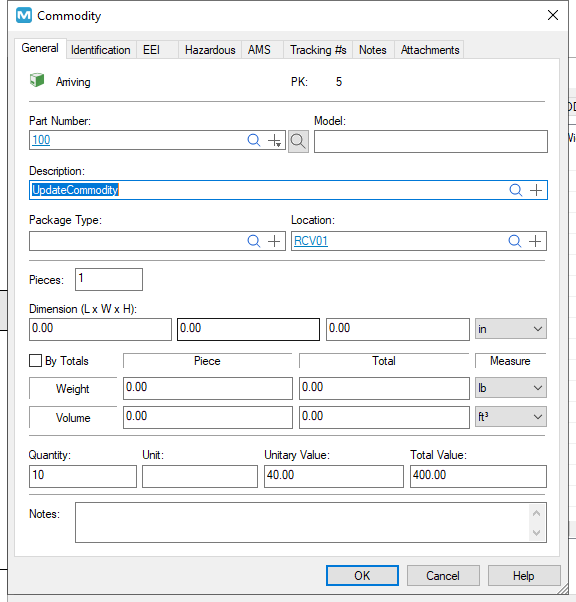 M Commodity
General Identification EEI Hazardous AMS Tracking #s Notes Attachments
Arriving PK: 5
Part Number: Model:
100
Description:
UpdateCommodity
Package Type: Location:
RCV01
Pieces: 1
Dimension (L x W x H):
0.00 0.00 0.00 in
By Totals Piece Total Measure
Weight 0.00 0.00 lb
Volume 0.00 0.00 ft³
Quantity: Unit: Unitary Value: Total Value:
10 40.00 400.00
Notes:
OK Cancel Help